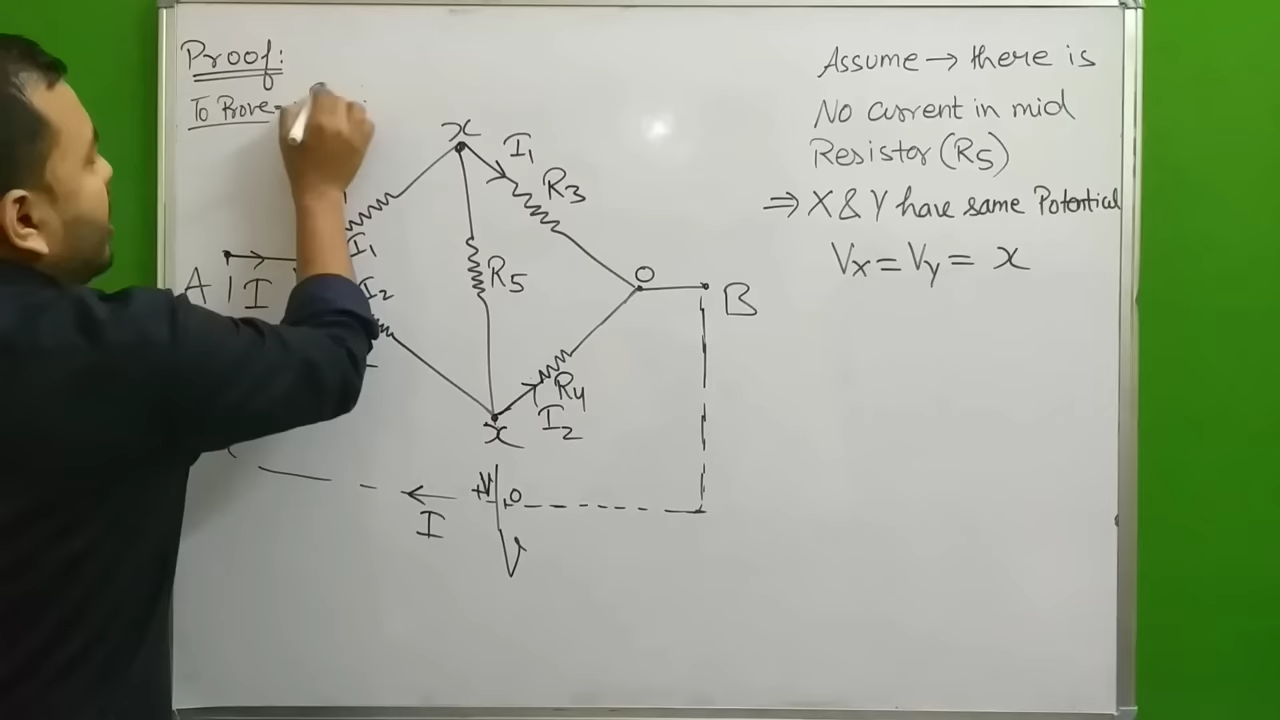 Proof:
To Prove
Assume → there is
No current in mid
Resistor (R5)
⇒ X & Y have same Potential
Vx = Vy = x
x
I1
R3
I1
R5
O
A
I
I2
B
R4
I2
x
+V
0
I
V